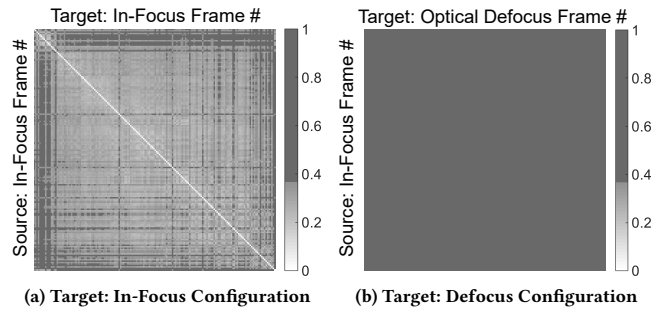 Target: In-Focus Frame #
Source: In-Focus Frame #
1
0.8
0.6
0.4
0.2
0
(a) Target: In-Focus Configuration
Target: Optical Defocus Frame #
Source: In-Focus Frame #
1
0.8
0.6
0.4
0.2
0
(b) Target: Defocus Configuration